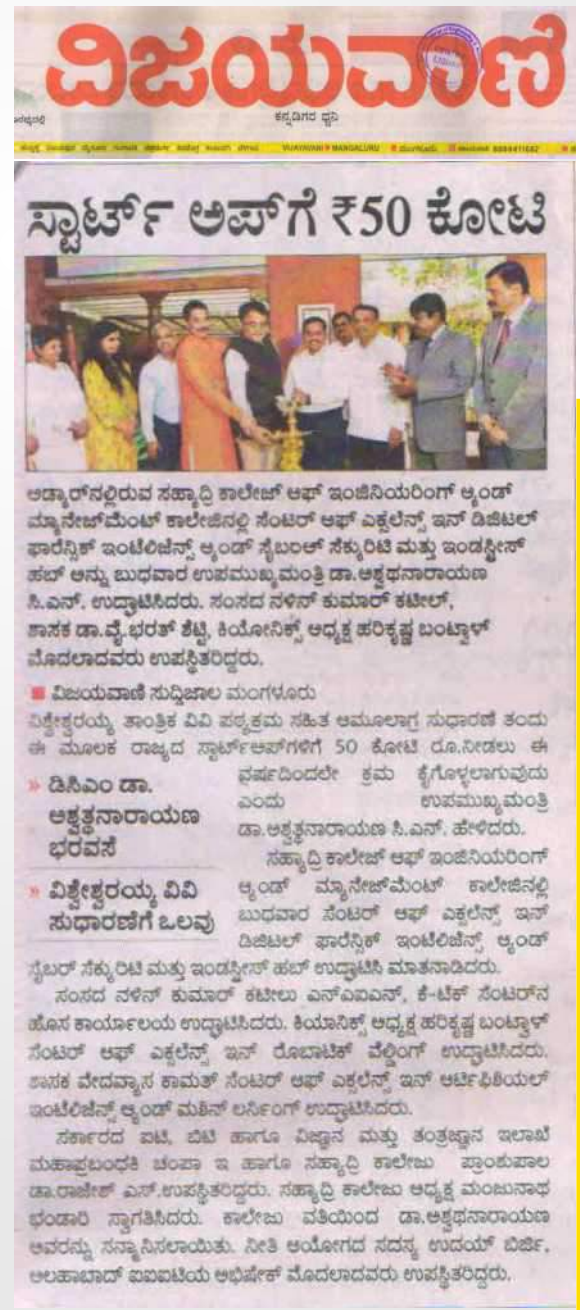 ವಿಜಯವಾಣಿ
ಕನ್ನಡಿಗರ ಧ್ವನಿ
VIJAYAVANI MANGALURU
ಸ್ಟಾರ್ಟ್ ಅಪ್‌ಗೆ ₹50 ಕೋಟಿ
ಅಡ್ಯಾರ್‌ನಲ್ಲಿರುವ ಸಹ್ಯಾದ್ರಿ ಕಾಲೇಜ್ ಆಫ್ ಇಂಜಿನಿಯರಿಂಗ್ ಆ್ಯಂಡ್
ಮ್ಯಾನೇಜ್‌ಮೆಂಟ್ ಕಾಲೇಜಿನಲ್ಲಿ ಸೆಂಟರ್ ಆಫ್ ಎಕ್ಸಲೆನ್ಸ್ ಇನ್ ಡಿಜಿಟಲ್
ಫಾರೆನ್ಸಿಕ್ ಇಂಟೆಲಿಜೆನ್ಸ್ ಆ್ಯಂಡ್ ಸೈಬರ್ ಸೆಕ್ಯುರಿಟಿ ಮತ್ತು ಇಂಡಸ್ಟ್ರೀಸ್
ಹಬ್ ಅನ್ನು ಬುಧವಾರ ಉಪಮುಖ್ಯಮಂತ್ರಿ ಡಾ.ಅಶ್ವಥನಾರಾಯಣ
ಸಿ.ಎನ್. ಉದ್ಘಾಟಿಸಿದರು. ಸಂಸದ ನಳಿನ್ ಕುಮಾರ್ ಕಟೀಲ್,
ಶಾಸಕ ಡಾ.ವೈ.ಭರತ್ ಶೆಟ್ಟಿ, ಕಿಯೋನಿಕ್ಸ್ ಅಧ್ಯಕ್ಷ ಹರಿಕೃಷ್ಣ ಬಂಟ್ವಾಳ್
ಮೊದಲಾದವರು ಉಪಸ್ಥಿತರಿದ್ದರು.
ವಿಜಯವಾಣಿ ಸುದ್ದಿಜಾಲ ಮಂಗಳೂರು
ವಿಶ್ವೇಶ್ವರಯ್ಯ ತಾಂತ್ರಿಕ ವಿವಿ ಪಠ್ಯಕ್ರಮ ಸಹಿತ ಆಮೂಲಾಗ್ರ ಸುಧಾರಣೆ ತಂದು
ಈ ಮೂಲಕ ರಾಜ್ಯದ ಸ್ಟಾರ್ಟ್‌ಅಪ್‌ಗಳಿಗೆ 50 ಕೋಟಿ ರೂ.ನೀಡಲು ಈ
ವರ್ಷದಿಂದಲೇ ಕ್ರಮ ಕೈಗೊಳ್ಳಲಾಗುವುದು
ಎಂದು ಉಪಮುಖ್ಯಮಂತ್ರಿ
ಡಾ.ಅಶ್ವತ್ಥನಾರಾಯಣ ಸಿ.ಎನ್. ಹೇಳಿದರು.
» ಡಿಸಿಎಂ ಡಾ.
ಅಶ್ವತ್ಥನಾರಾಯಣ
ಭರವಸೆ
» ವಿಶ್ವೇಶ್ವರಯ್ಯ ವಿವಿ
ಸುಧಾರಣೆಗೆ ಒಲವು
ಸಹ್ಯಾದ್ರಿ ಕಾಲೇಜ್ ಆಫ್ ಇಂಜಿನಿಯರಿಂಗ್
ಆ್ಯಂಡ್ ಮ್ಯಾನೇಜ್‌ಮೆಂಟ್ ಕಾಲೇಜಿನಲ್ಲಿ
ಬುಧವಾರ ಸೆಂಟರ್ ಆಫ್ ಎಕ್ಸಲೆನ್ಸ್ ಇನ್
ಡಿಜಿಟಲ್ ಫಾರೆನ್ಸಿಕ್ ಇಂಟೆಲಿಜೆನ್ಸ್ ಆ್ಯಂಡ್
ಸೈಬರ್ ಸೆಕ್ಯುರಿಟಿ ಮತ್ತು ಇಂಡಸ್ಟ್ರೀಸ್ ಹಬ್ ಉದ್ಘಾಟಿಸಿ ಮಾತನಾಡಿದರು.
ಸಂಸದ ನಳಿನ್ ಕುಮಾರ್ ಕಟೀಲು ಎನ್‌ಎಐಎನ್, ಕೆ-ಟೆಕ್ ಸೆಂಟರ್‌ನ
ಹೊಸ ಕಾರ್ಯಾಲಯ ಉದ್ಘಾಟಿಸಿದರು. ಕಿಯಾನಿಕ್ಸ್ ಅಧ್ಯಕ್ಷ ಹರಿಕೃಷ್ಣ ಬಂಟ್ವಾಳ್
ಸೆಂಟರ್ ಆಫ್ ಎಕ್ಸಲೆನ್ಸ್ ಇನ್ ರೊಬಾಟಿಕ್ ವೆಲ್ಡಿಂಗ್ ಉದ್ಘಾಟಿಸಿದರು.
ಶಾಸಕ ವೇದವ್ಯಾಸ ಕಾಮತ್ ಸೆಂಟರ್ ಆಫ್ ಎಕ್ಸಲೆನ್ಸ್ ಇನ್ ಆರ್ಟಿಫಿಶಿಯಲ್
ಇಂಟೆಲಿಜೆನ್ಸ್ ಆ್ಯಂಡ್ ಮಶಿನ್ ಲರ್ನಿಂಗ್ ಉದ್ಘಾಟಿಸಿದರು.
ಸರ್ಕಾರದ ಐಟಿ, ಬಿಟಿ ಹಾಗೂ ವಿಜ್ಞಾನ ಮತ್ತು ತಂತ್ರಜ್ಞಾನ ಇಲಾಖೆ
ಮಹಾಪ್ರಬಂಧಕಿ ಚಂಪಾ ಇ ಹಾಗೂ ಸಹ್ಯಾದ್ರಿ ಕಾಲೇಜು ಪ್ರಾಂಶುಪಾಲ
ಡಾ.ರಾಜೇಶ್ ಎಸ್.ಉಪಸ್ಥಿತರಿದ್ದರು. ಸಹ್ಯಾದ್ರಿ ಕಾಲೇಜು ಅಧ್ಯಕ್ಷ ಮಂಜುನಾಥ
ಭಂಡಾರಿ ಸ್ವಾಗತಿಸಿದರು. ಕಾಲೇಜು ವತಿಯಿಂದ ಡಾ.ಅಶ್ವಥನಾರಾಯಣ
ಅವರನ್ನು ಸನ್ಮಾನಿಸಲಾಯಿತು. ನೀತಿ ಆಯೋಗದ ಸದಸ್ಯ ಉದಯ್ ಬಿರ್ಜಿ,
ಅಲಹಾಬಾದ್ ಐಐಐಟಿಯ ಅಭಿಷೇಕ್ ಮೊದಲಾದವರು ಉಪಸ್ಥಿತರಿದ್ದರು.